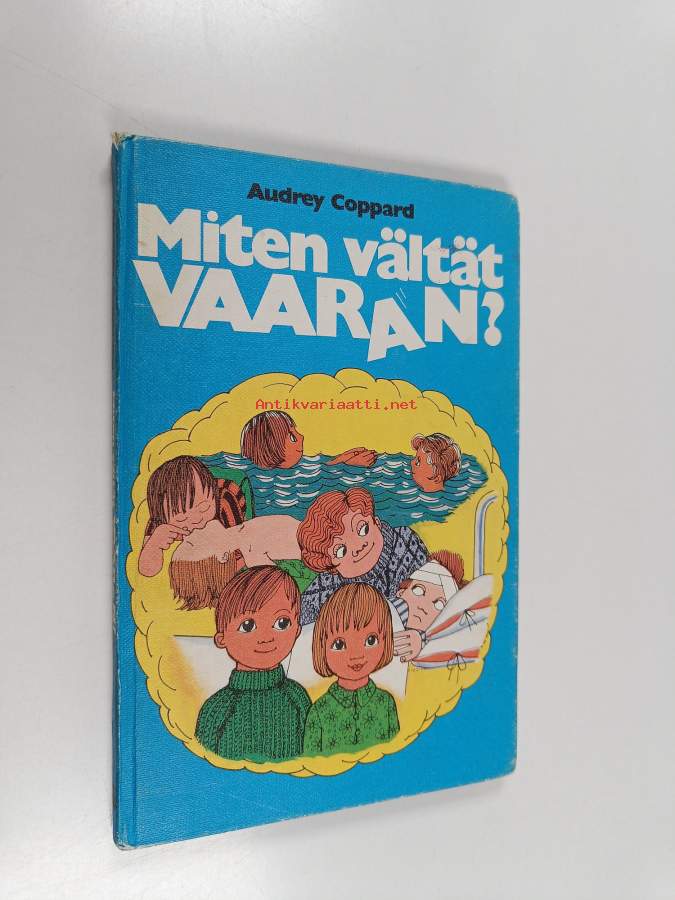 Audrey Coppard
Miten vältät
VAARAN?
Antikvariaatti.net